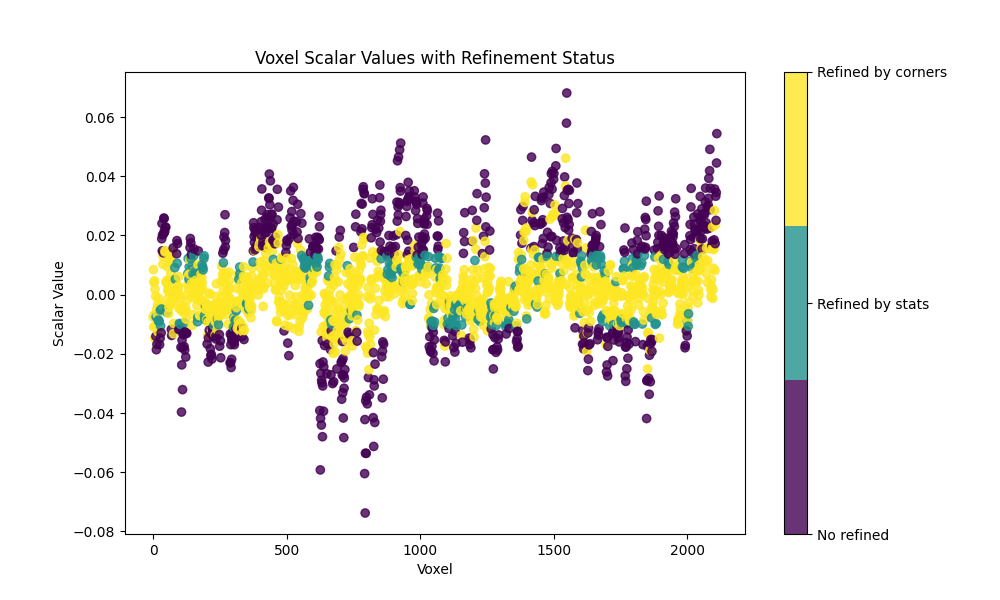 Voxel Scalar Values with Refinement Status
Scalar Value
0.06
0.04
0.02
0.00
−0.02
−0.04
−0.06
−0.08
0
500
1000
1500
2000
Voxel
Refined by corners
Refined by stats
No refined